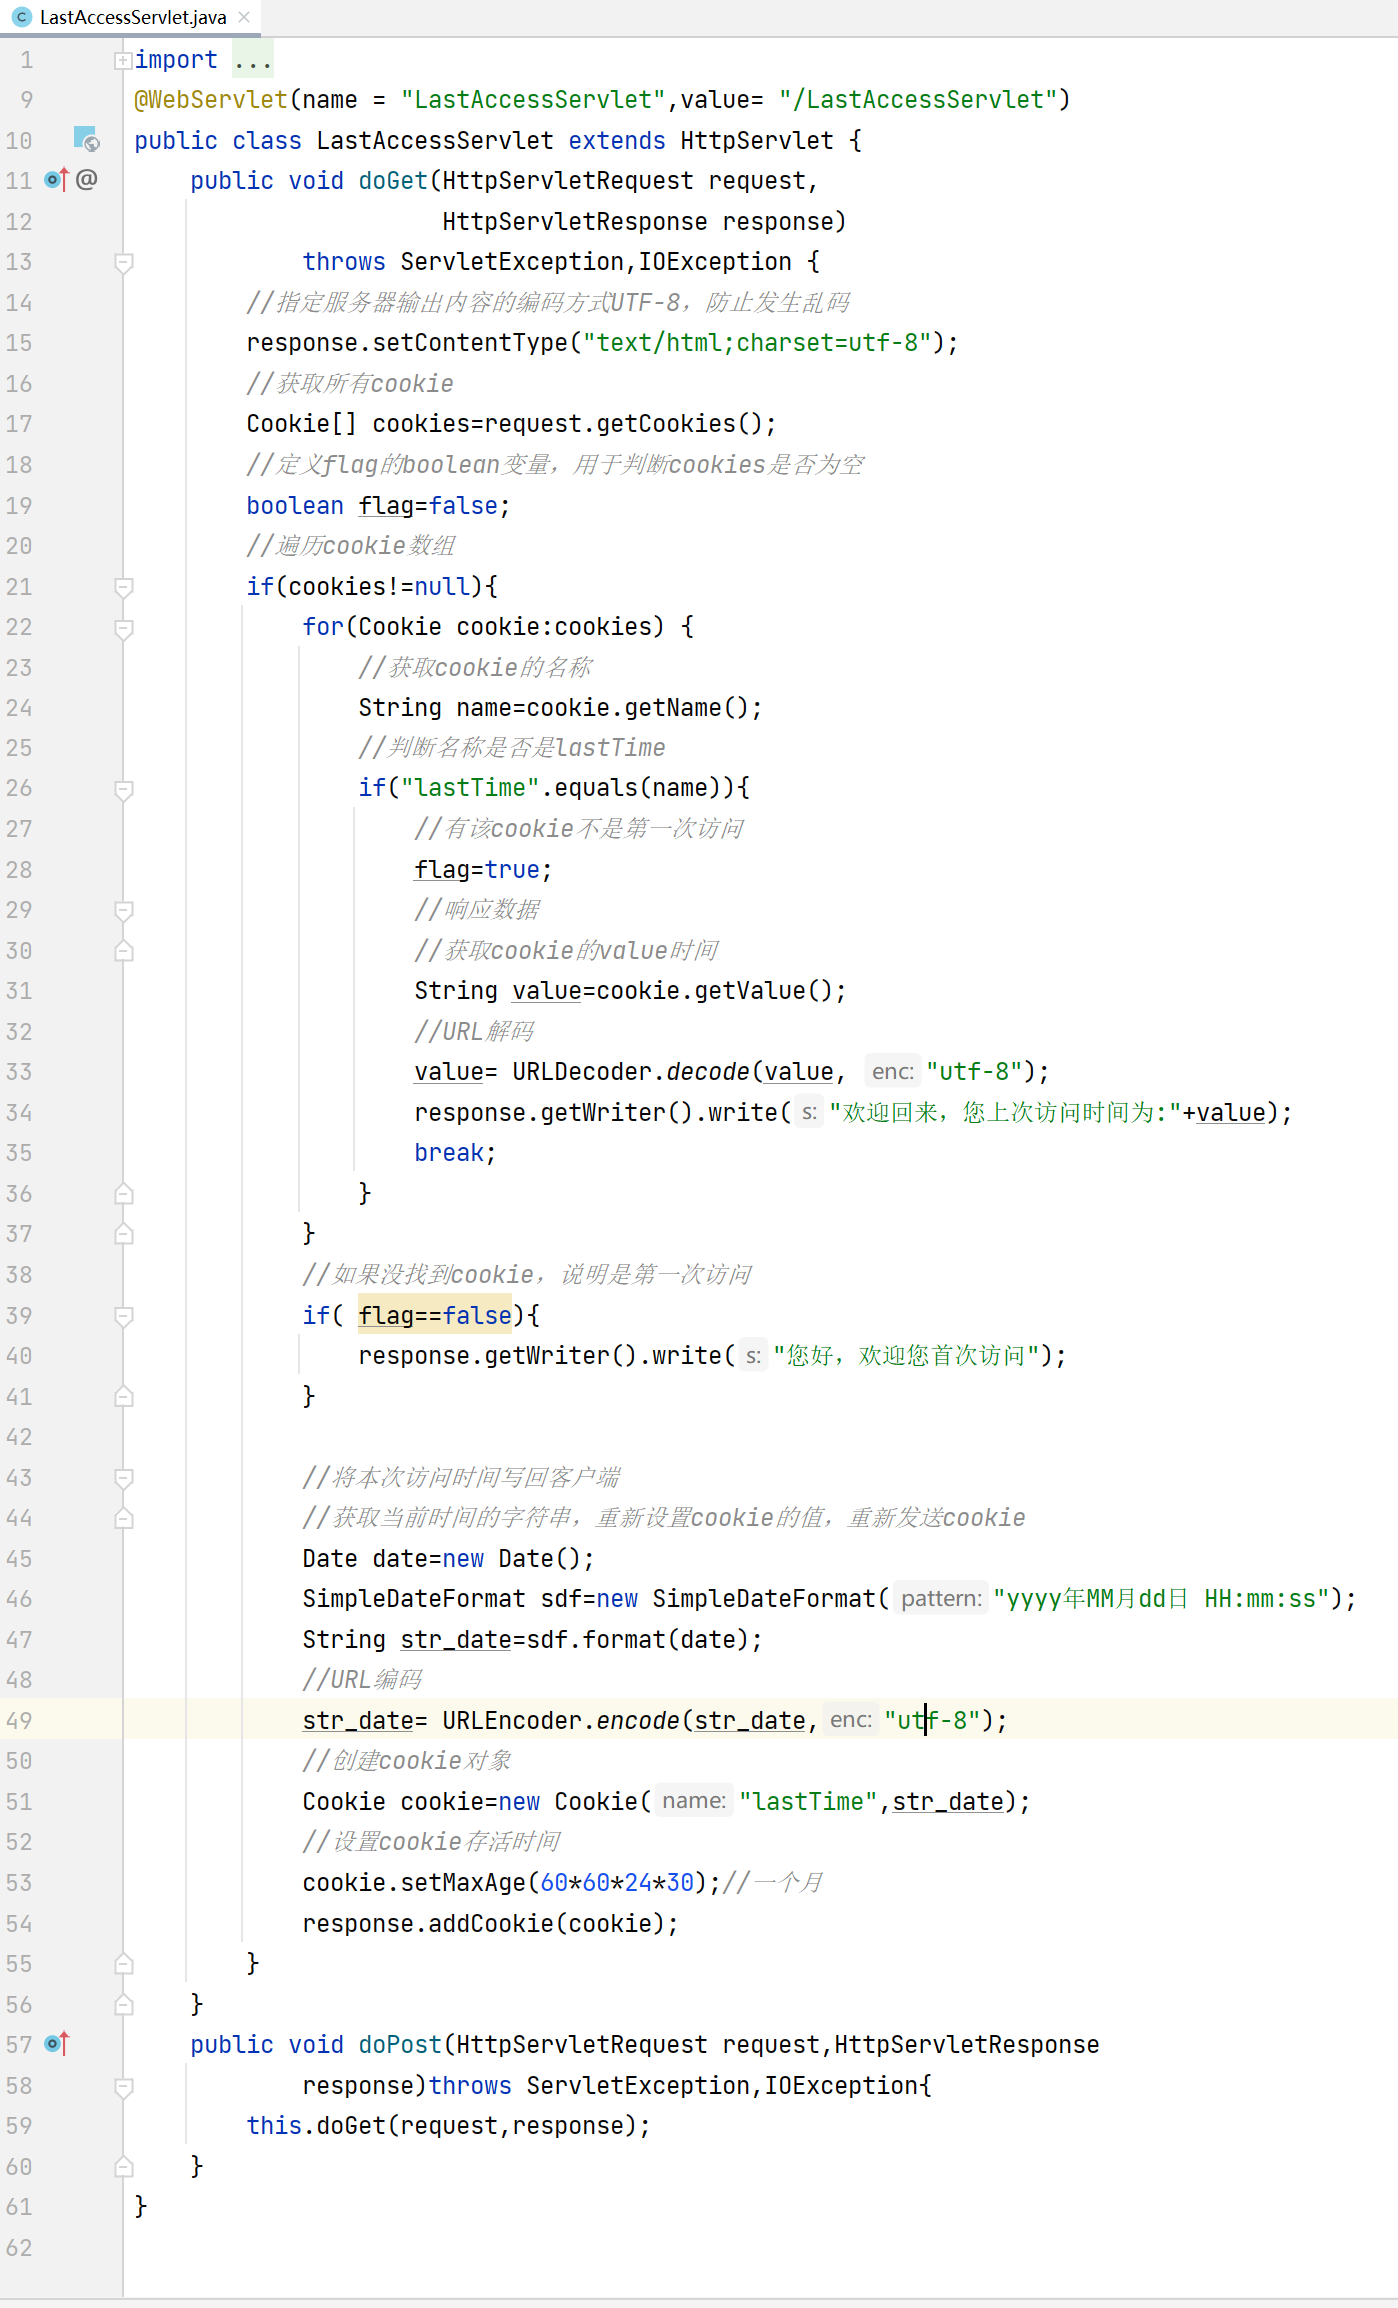 LastAccessServlet.java
1 import ...
9 @WebServlet(name = "LastAccessServlet",value= "/LastAccessServlet")
10 public class LastAccessServlet extends HttpServlet {
11     public void doGet(HttpServletRequest request,
12                       HttpServletResponse response)
13             throws ServletException,IOException {
14         //指定服务器输出内容的编码方式UTF-8，防止发生乱码
15         response.setContentType("text/html;charset=utf-8");
16         //获取所有cookie
17         Cookie[] cookies=request.getCookies();
18         //定义flag的boolean变量，用于判断cookies是否为空
19         boolean flag=false;
20         //遍历cookie数组
21         if(cookies!=null){
22             for(Cookie cookie:cookies) {
23                 //获取cookie的名称
24                 String name=cookie.getName();
25                 //判断名称是否是lastTime
26                 if("lastTime".equals(name)){
27                     //有该cookie不是第一次访问
28                     flag=true;
29                     //响应数据
30                     //获取cookie的value时间
31                     String value=cookie.getValue();
32                     //URL解码
33                     value= URLDecoder.decode(value, enc: "utf-8");
34                     response.getWriter().write( s: "欢迎回来，您上次访问时间为:"+value);
35                     break;
36                 }
37             }
38             //如果没找到cookie，说明是第一次访问
39             if( flag==false){
40                 response.getWriter().write( s: "您好，欢迎您首次访问");
41             }
42
43             //将本次访问时间写回客户端
44             //获取当前时间的字符串，重新设置cookie的值，重新发送cookie
45             Date date=new Date();
46             SimpleDateFormat sdf=new SimpleDateFormat( pattern: "yyyy年MM月dd日 HH:mm:ss");
47             String str_date=sdf.format(date);
48             //URL编码
49             str_date= URLEncoder.encode(str_date, enc: "utf-8");
50             //创建cookie对象
51             Cookie cookie=new Cookie( name: "lastTime",str_date);
52             //设置cookie存活时间
53             cookie.setMaxAge(60*60*24*30);//一个月
54             response.addCookie(cookie);
55         }
56     }
57     public void doPost(HttpServletRequest request,HttpServletResponse
58             response)throws ServletException,IOException{
59         this.doGet(request,response);
60     }
61 }
62